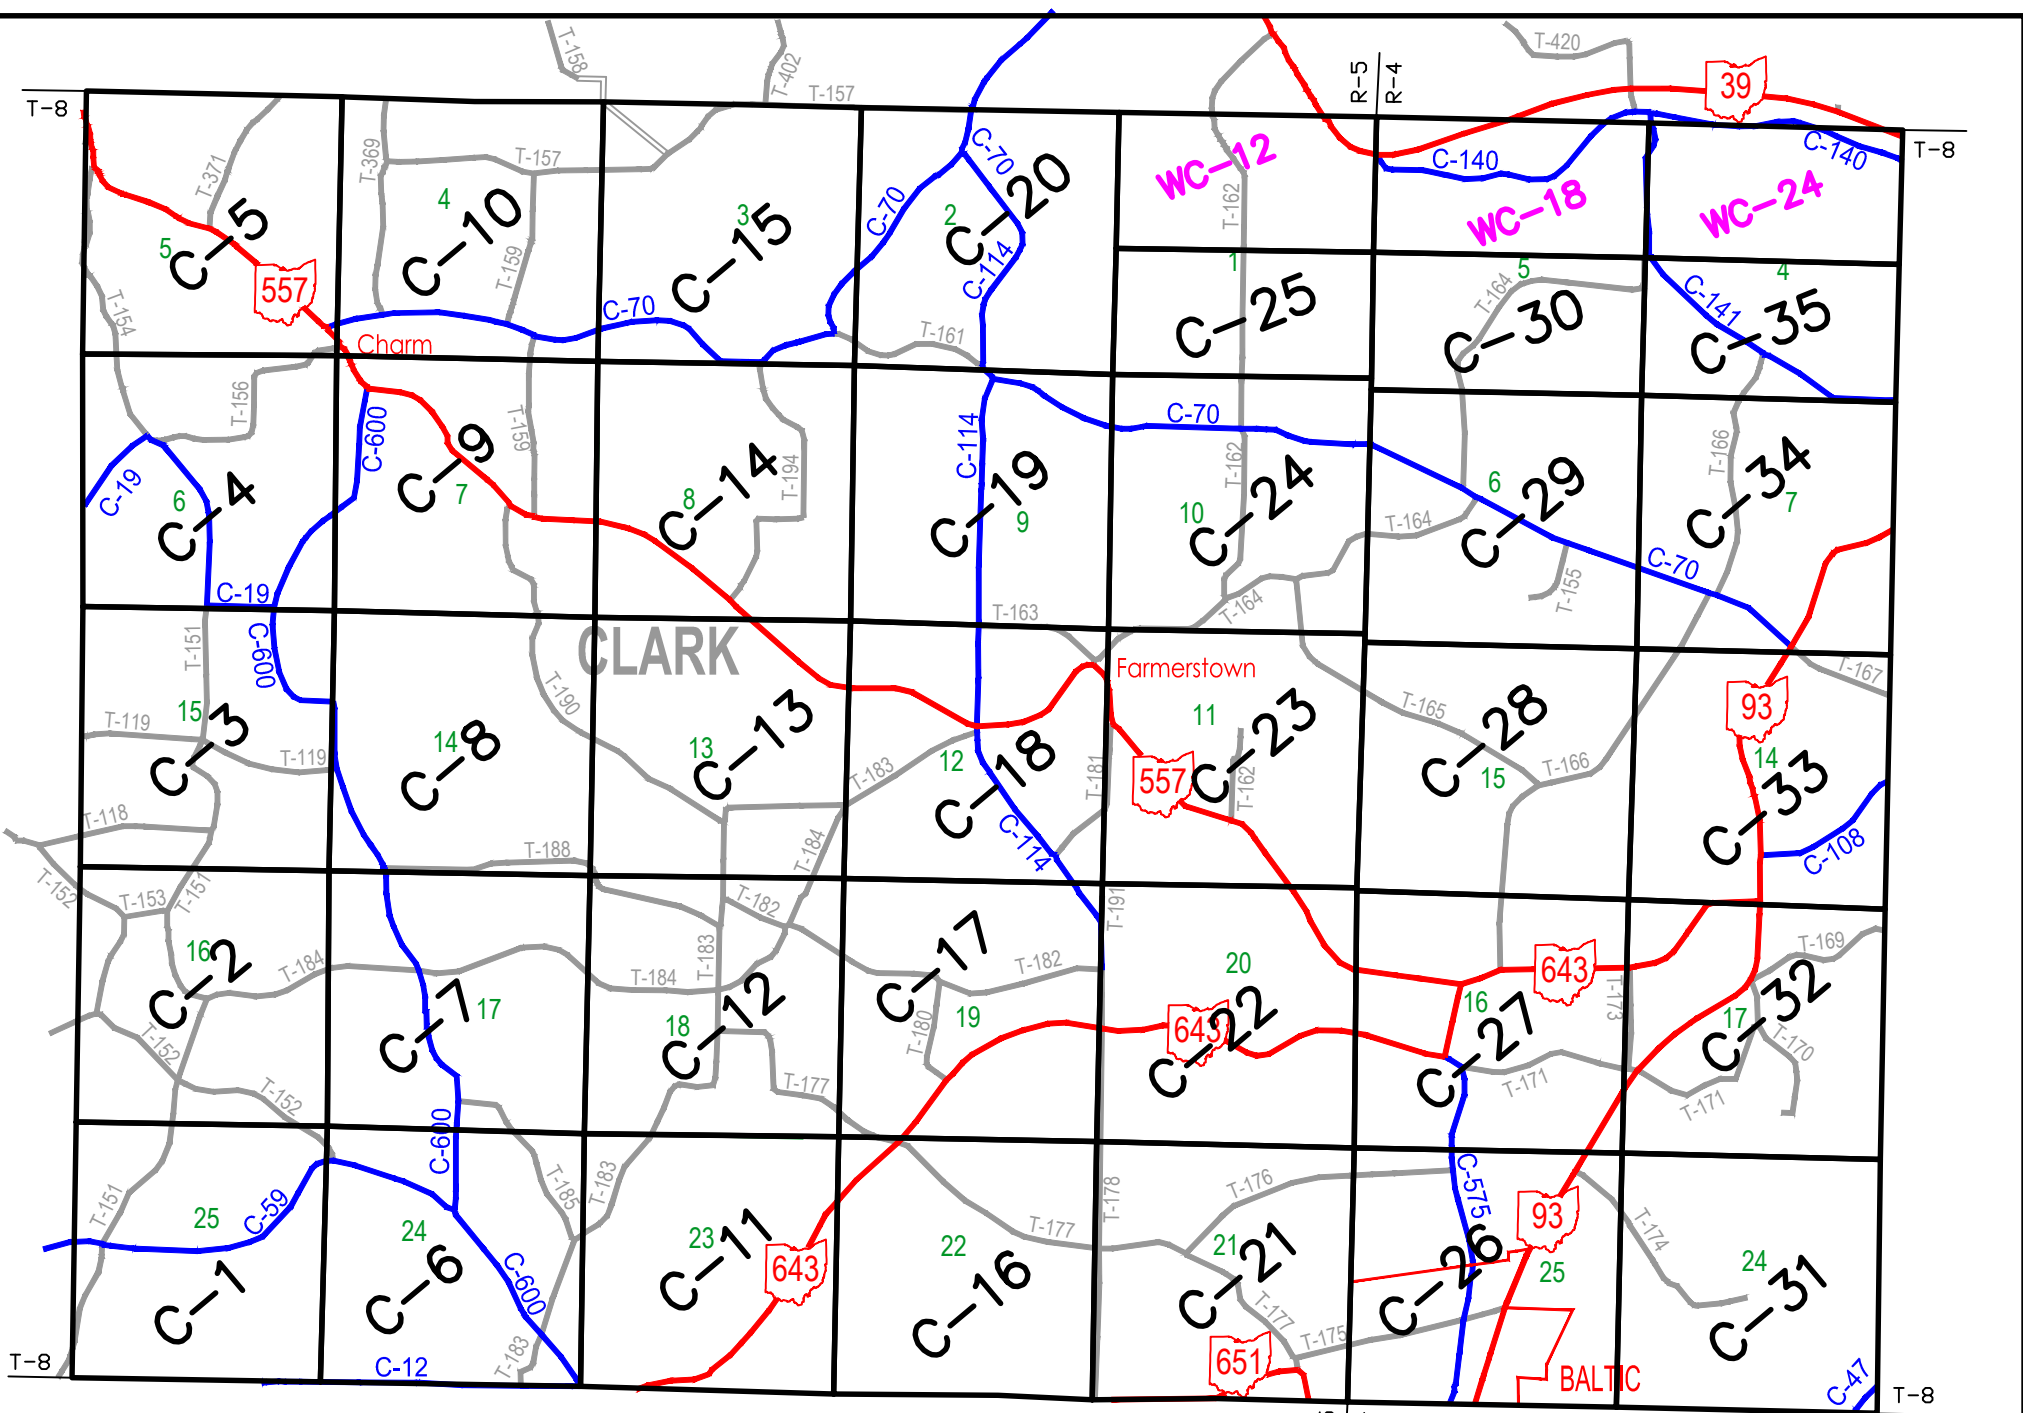 T-158
T-402
T-157
R-5
R-4
T-420
39
T-8
T-371
T-369
T-157
C-70
WC-12
C-140
C-140
T-8
C-5
5
C-10
4
C-15
3
C-20
2
C-70
T-162
WC-18
WC-24
557
T-159
C-114
1
5
4
T-154
C-70
T-161
C-25
T-164
C-30
C-141
C-35
Charm
T-156
C-600
T-159
C-9
7
T-194
C-14
8
C-114
C-70
T-162
T-166
C-19
6
C-4
C-19
9
10
C-24
T-164
6
C-29
C-34
7
C-19
T-151
C-600
CLARK
T-163
T-164
T-155
C-70
T-167
Farmerstown
T-119
15
C-3
T-119
14
C-8
T-190
13
C-13
T-183
12
C-18
T-181
11
C-23
557
T-162
T-165
C-28
15
T-166
93
14
C-33
C-108
T-118
T-188
T-184
C-114
T-152
T-153
T-151
T-182
T-191
16
C-2
T-184
C-7
17
T-184
T-183
18
C-12
C-17
T-182
T-180
19
20
643
C-22
643
16
C-27
T-173
T-169
17
C-32
T-170
T-152
T-152
T-177
T-171
T-171
C-600
T-151
C-59
25
C-1
T-185
T-183
24
C-6
C-600
23
C-11
643
22
C-16
T-177
T-178
T-176
21
C-21
T-177
C-575
93
C-26
25
T-174
24
C-31
T-175
651
BALTIC
T-8
C-12
T-183
C-47
T-8